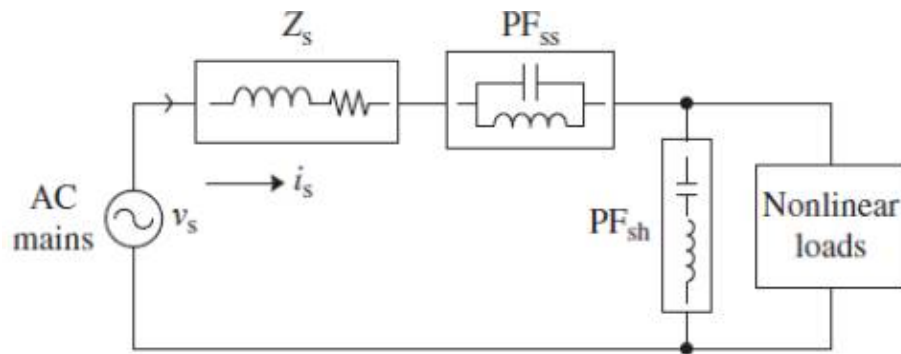 Z_s
PF_ss
i_s
AC
mains
v_s
PF_sh
Nonlinear
loads